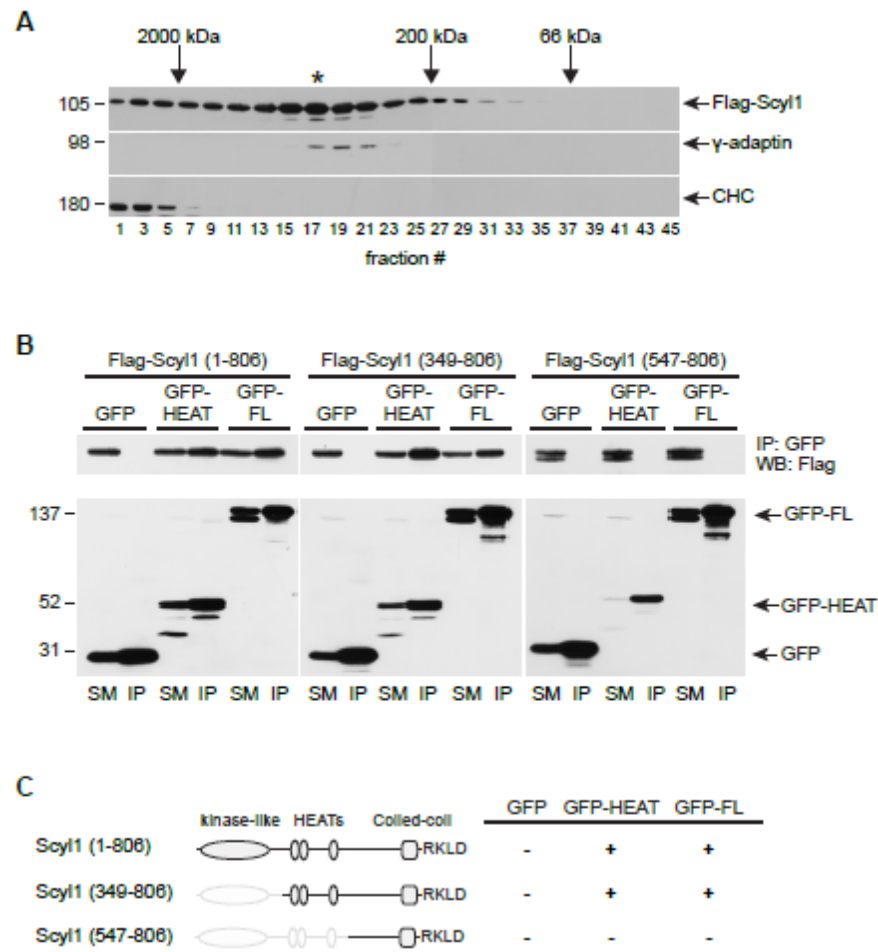 A
2000 kDa 200 kDa 66 kDa
*
105 Flag-Scyl1
98 γ-adaptin
180 CHC
1 3 5 7 9 11 13 15 17 19 21 23 25 27 29 31 33 35 37 39 41 43 45
fraction #
B
Flag-Scyl1 (1-806) Flag-Scyl1 (349-806) Flag-Scyl1 (547-806)
GFP GFP-HEAT GFP-FL GFP GFP-HEAT GFP-FL GFP GFP-HEAT GFP-FL
IP: GFP
WB: Flag
137 GFP-FL
52 GFP-HEAT
31 GFP
SM IP SM IP SM IP SM IP SM IP SM IP SM IP SM IP SM IP
C
kinase-like HEATs Coiled-coil GFP GFP-HEAT GFP-FL
Scyl1 (1-806) RKLD - + +
Scyl1 (349-806) RKLD - + +
Scyl1 (547-806) RKLD - - -